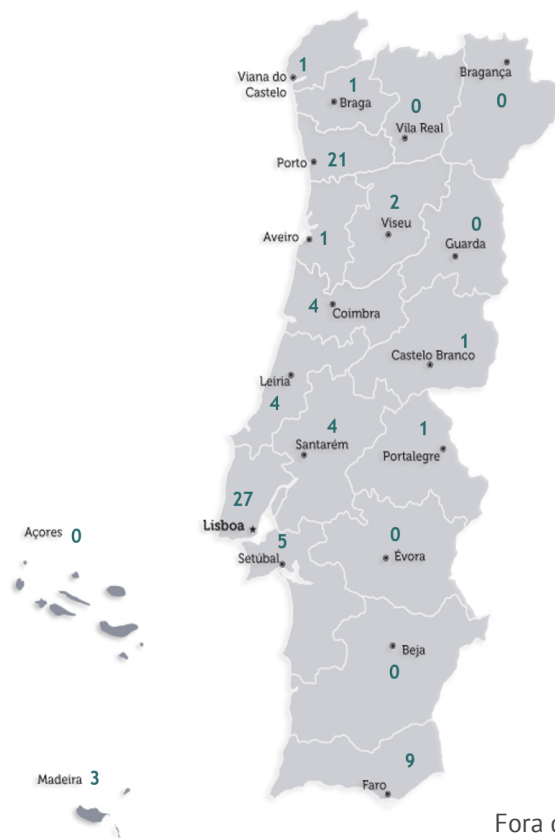 1
Viana do
Castelo
1
Braga
0
Vila Real
Bragança
0
Porto 21
2
Viseu
0
Guarda
Aveiro 1
4 Coimbra
1
Castelo Branco
Leiria
4
4
Santarém
1
Portalegre
27
Lisboa
5
Setúbal
0
Évora
Açores 0
Beja
0
Madeira 3
9
Faro
Fora